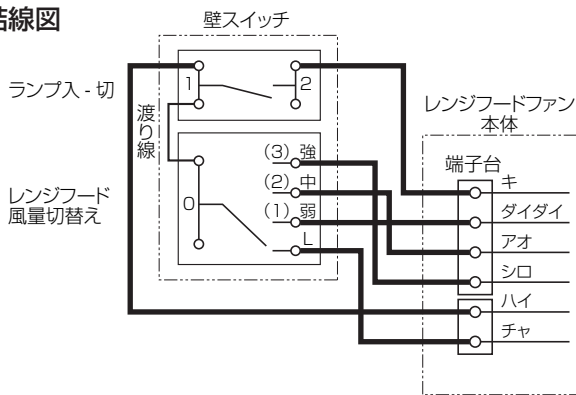 結線図
壁スイッチ
ランプ入 - 切
1
2
渡り線
レンジフード
風量切替え
0
(3) 強
(2) 中
(1) 弱
L
レンジフードファン
本体
端子台
キ
ダイダイ
アオ
シロ
ハイ
チャ